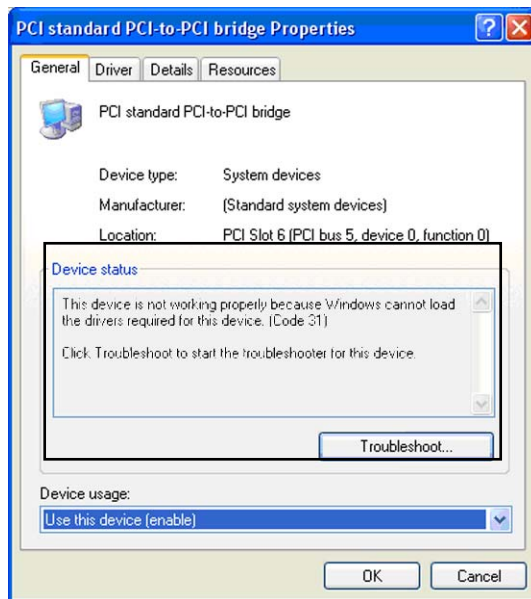 PCI standard PCI-to-PCI bridge Properties
General Driver Details Resources
PCI standard PCI-to-PCI bridge
Device type: System devices
Manufacturer: (Standard system devices)
Location: PCI Slot 6 (PCI bus 5, device 0, function 0)
Device status
This device is not working properly because Windows cannot load
the drivers required for this device. (Code 31)
Click Troubleshoot to start the troubleshooter for this device.
Troubleshoot...
Device usage:
Use this device (enable)
OK Cancel